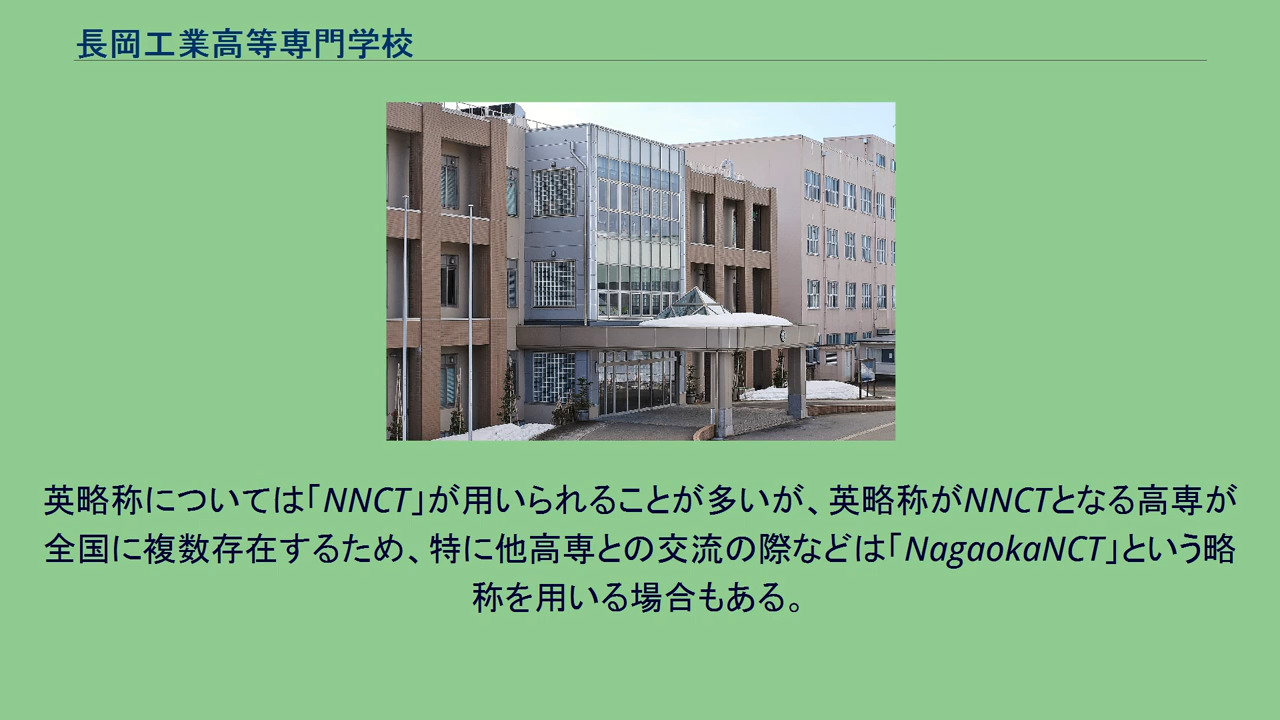 長岡工業高等専門学校
英略称については「NNCT」が用いられることが多いが、英略称がNNCTとなる高専が
全国に複数存在するため、特に他高専との交流の際などは「NagaokaNCT」という略
称を用いる場合もある。